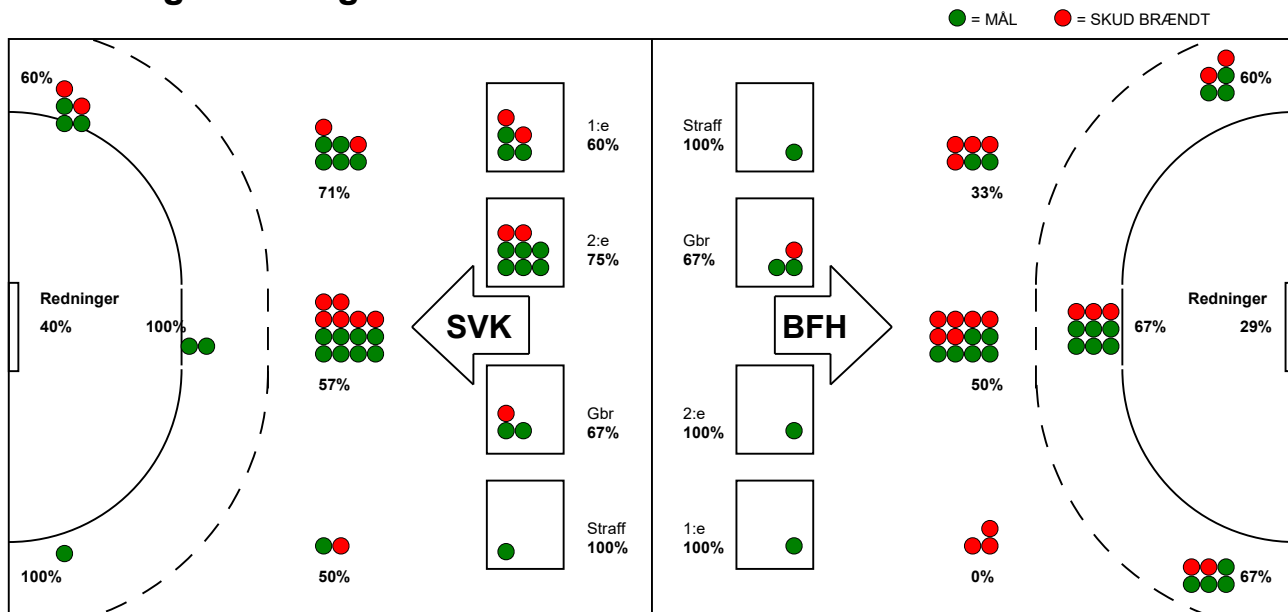 = MÅL
= SKUD BRÆNDT
60%
71%
Redninger
40%
100%
57%
100%
50%
1:e
60%
2:e
75%
SVK
Gbr
67%
Straff
100%
Straff
100%
Gbr
67%
BFH
2:e
100%
1:e
100%
60%
33%
67%
Redninger
29%
50%
0%
67%